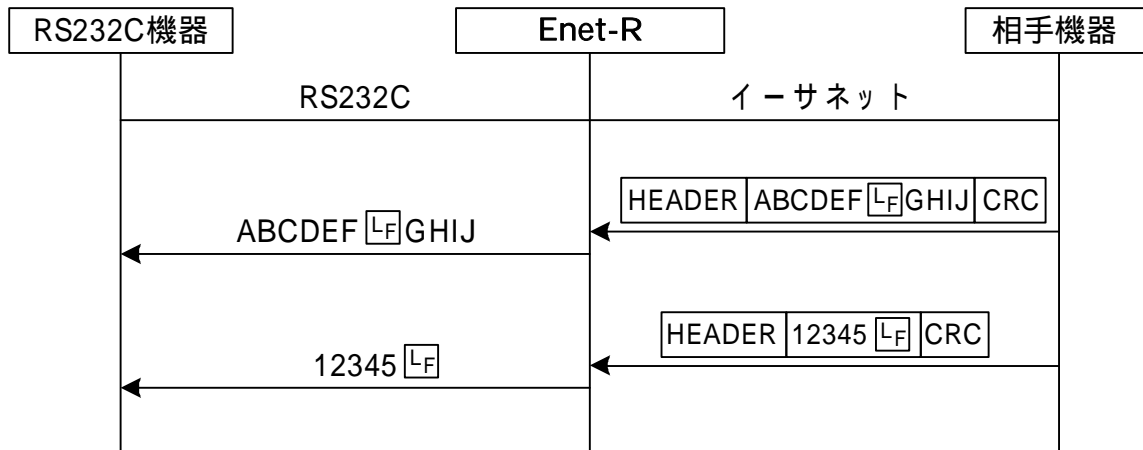 RS232C機器 Enet-R 相手機器
RS232C イーサネット
HEADER ABCDEF LF GHIJ CRC
ABCDEF LF GHIJ
HEADER 12345 LF CRC
12345 LF